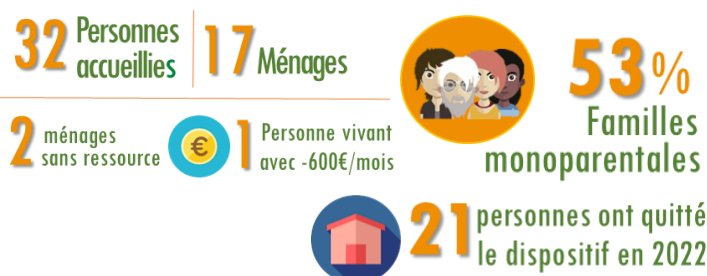 32 Personnes
accueillies
17 Ménages
2 ménages
sans ressource
€
1 Personne vivant
avec -600€/mois
53%
Familles
monoparentales
21 personnes ont quitté
le dispositif en 2022